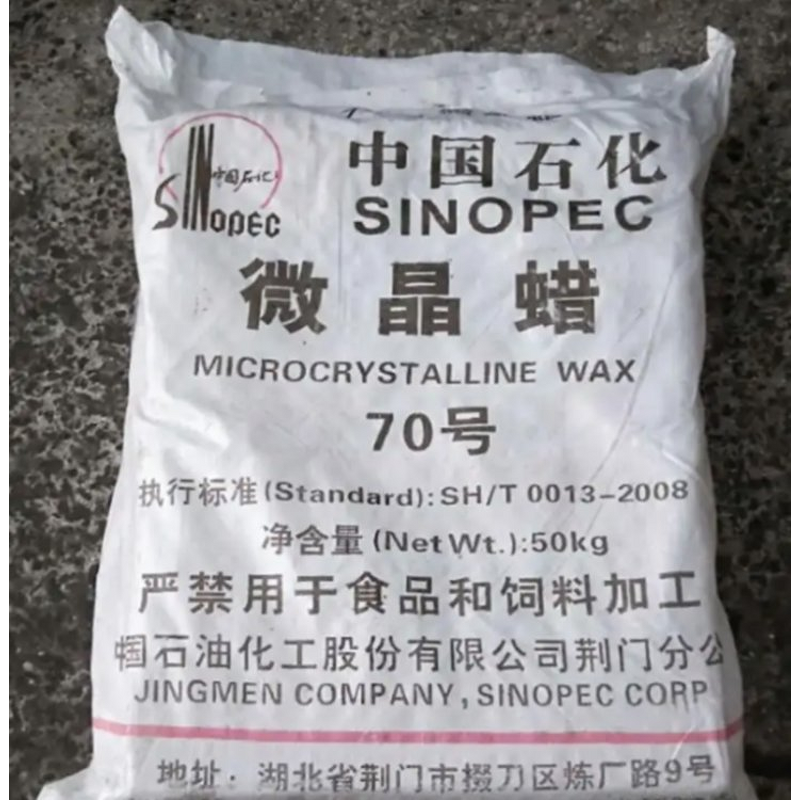 中国石化
SINOPEC
中国石化
SINOPEC
微晶蜡
MICROCRYSTALLINE WAX
70号
执行标准(Standard):SH/T 0013-2008
净含量(Net Wt.):50kg
严禁用于食品和饲料加工
中国石油化工股份有限公司荆门分公
JINGMEN COMPANY, SINOPEC CORP
地址·湖北省荆门市掇刀区炼厂路9号